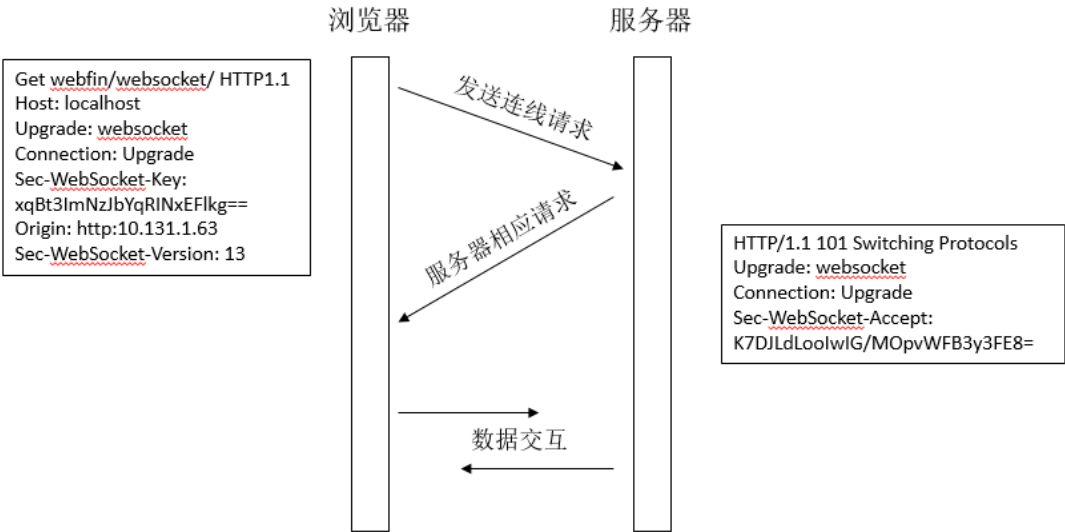 浏览器
服务器
Get webfin/websocket/ HTTP1.1
Host: localhost
Upgrade: websocket
Connection: Upgrade
Sec-WebSocket-Key:
xqBt3ImNzJbYqRINxEFlkg==
Origin: http:10.131.1.63
Sec-WebSocket-Version: 13
发送连线请求
服务器相应请求
HTTP/1.1 101 Switching Protocols
Upgrade: websocket
Connection: Upgrade
Sec-WebSocket-Accept:
K7DJLdLooIwIG/MOpvWFB3y3FE8=
数据交互